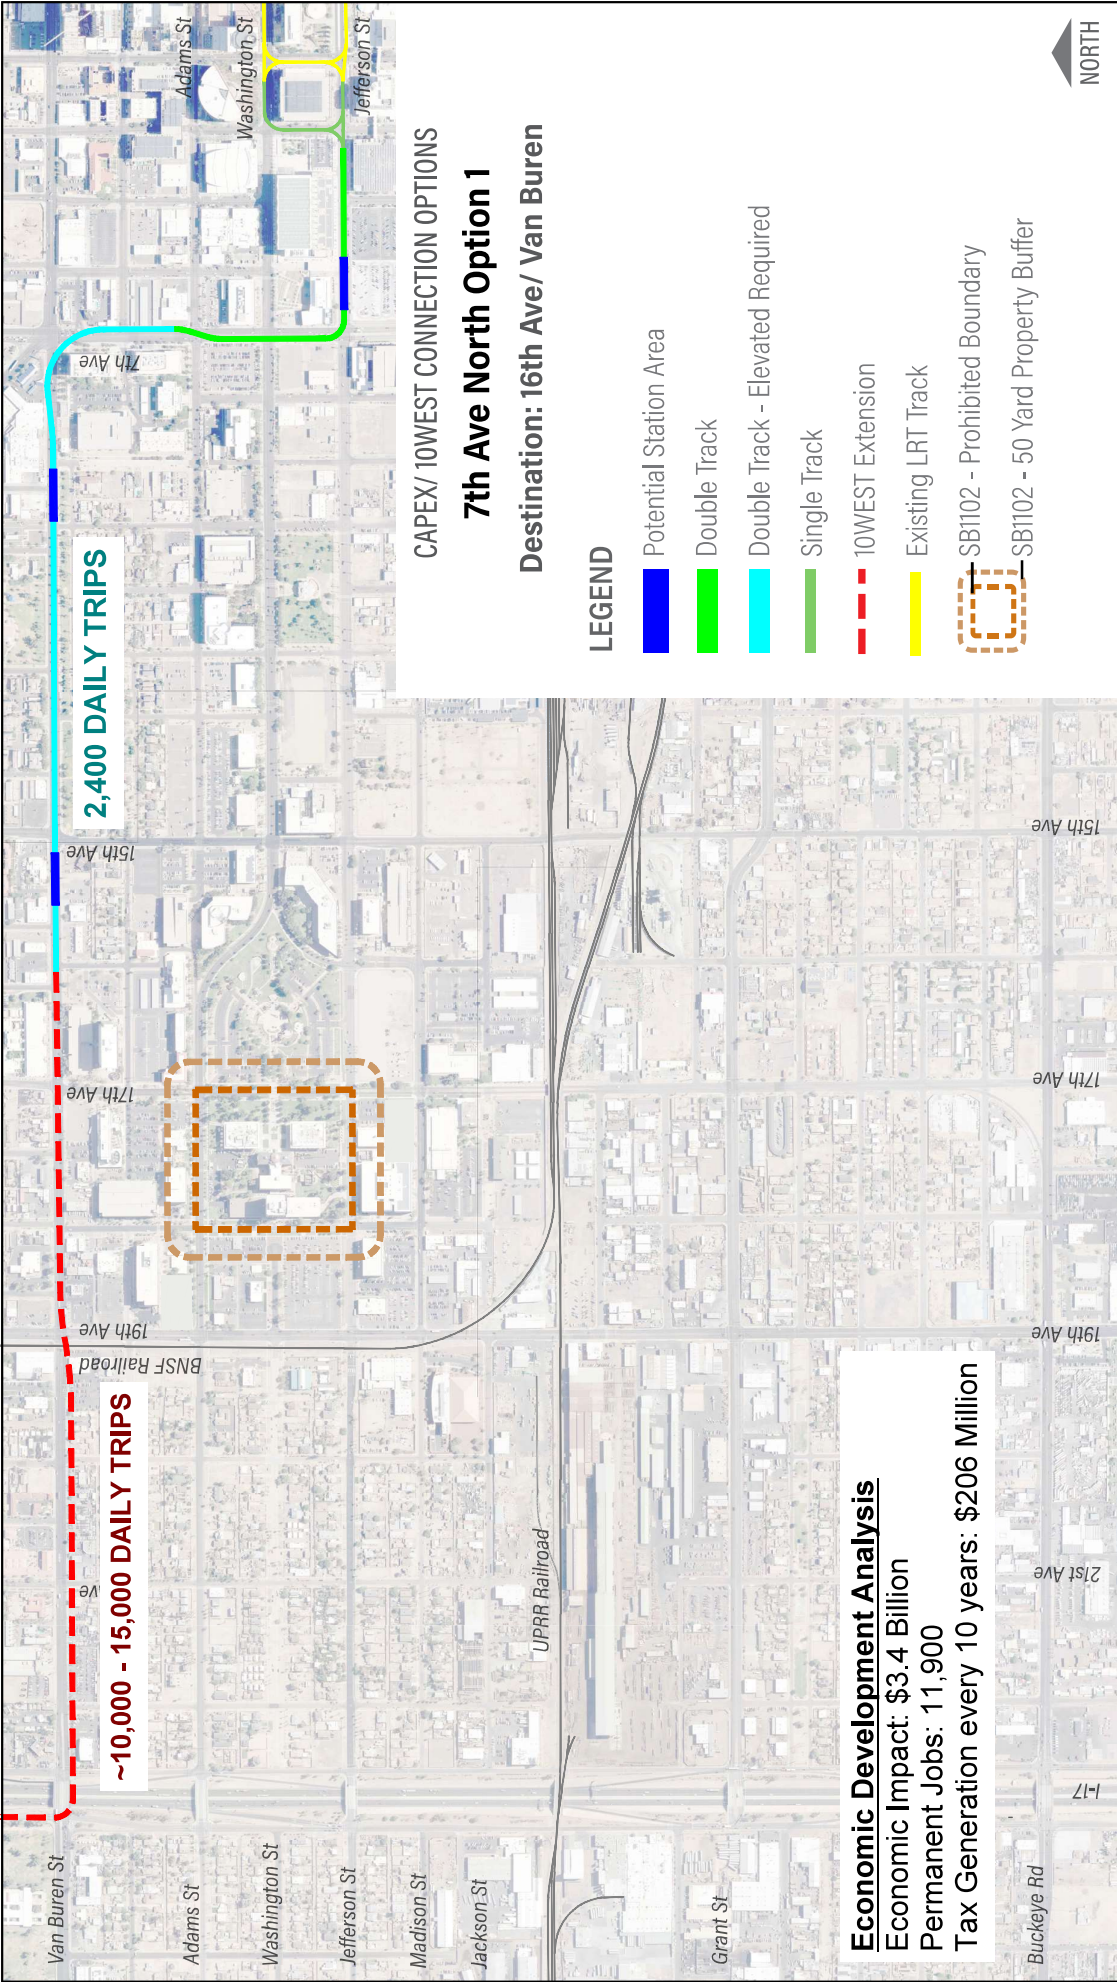 Adams St
Washington St
Jefferson St
7th Ave
2,400 DAILY TRIPS
15th Ave
17th Ave
19th Ave
BNSF Railroad
~10,000 - 15,000 DAILY TRIPS
Van Buren St
Adams St
Washington St
Jefferson St
Madison St
Jackson St
UPRR Railroad
Grant St
Buckeye Rd
15th Ave
17th Ave
19th Ave
21st Ave
I-17
CAPEX/ 10WEST CONNECTION OPTIONS
7th Ave North Option 1
Destination: 16th Ave/ Van Buren
LEGEND
Potential Station Area
Double Track
Double Track - Elevated Required
Single Track
10WEST Extension
Existing LRT Track
SB1102 - Prohibited Boundary
SB1102 - 50 Yard Property Buffer
NORTH
Economic Development Analysis
Economic Impact: $3.4 Billion
Permanent Jobs: 11,900
Tax Generation every 10 years: $206 Million